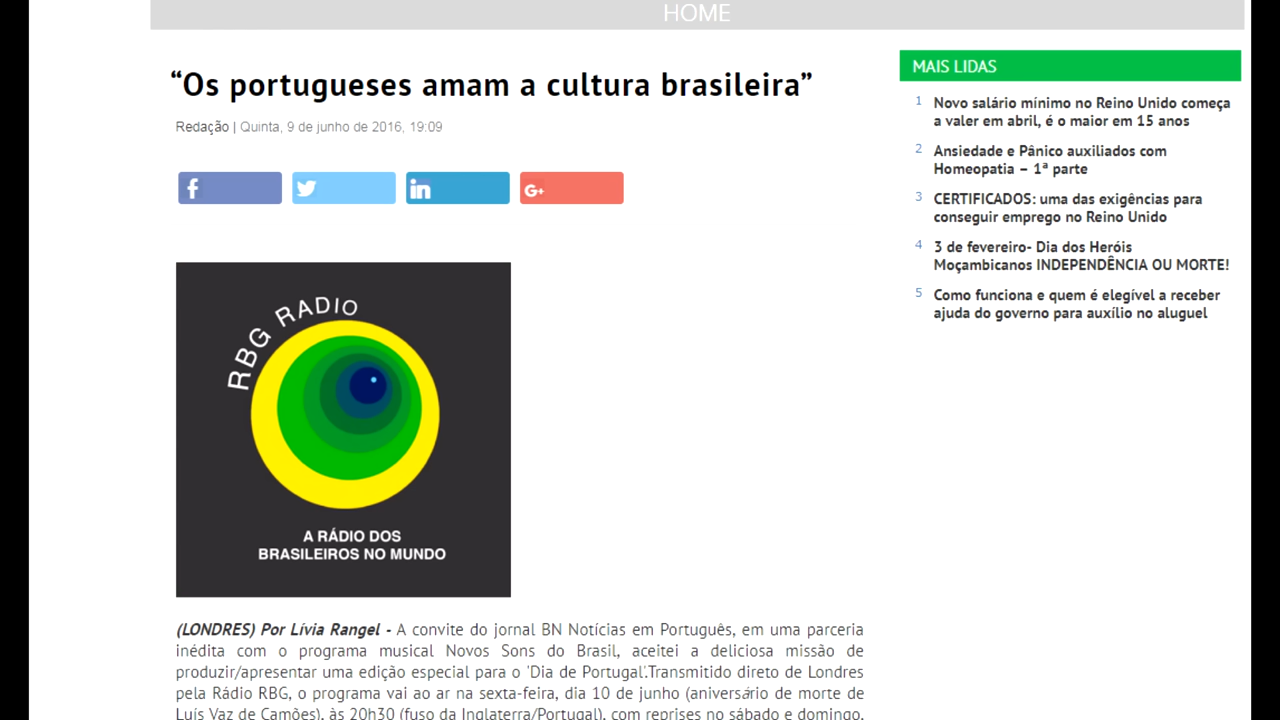 HOME
“Os portugueses amam a cultura brasileira”
Redação | Quinta, 9 de junho de 2016, 19:09
f
in
G+
RBG RADIO
A RÁDIO DOS
BRASILEIROS NO MUNDO
(LONDRES) Por Lívia Rangel - A convite do jornal BN Notícias em Português, em uma parceria
inédita com o programa musical Novos Sons do Brasil, aceitei a deliciosa missão de
produzir/apresentar uma edição especial para o 'Dia de Portugal'.Transmitido direto de Londres
pela Rádio RBG, o programa vai ao ar na sexta-feira, dia 10 de junho (aniversário de morte de
Luís Vaz de Camões), às 20h30 (fuso da Inglaterra/Portugal), com reprises no sábado e domingo,
MAIS LIDAS
1 Novo salário mínimo no Reino Unido começa
a valer em abril, é o maior em 15 anos
2 Ansiedade e Pânico auxiliados com
Homeopatia – 1ª parte
3 CERTIFICADOS: uma das exigências para
conseguir emprego no Reino Unido
4 3 de fevereiro- Dia dos Heróis
Moçambicanos INDEPENDÊNCIA OU MORTE!
5 Como funciona e quem é elegível a receber
ajuda do governo para auxílio no aluguel